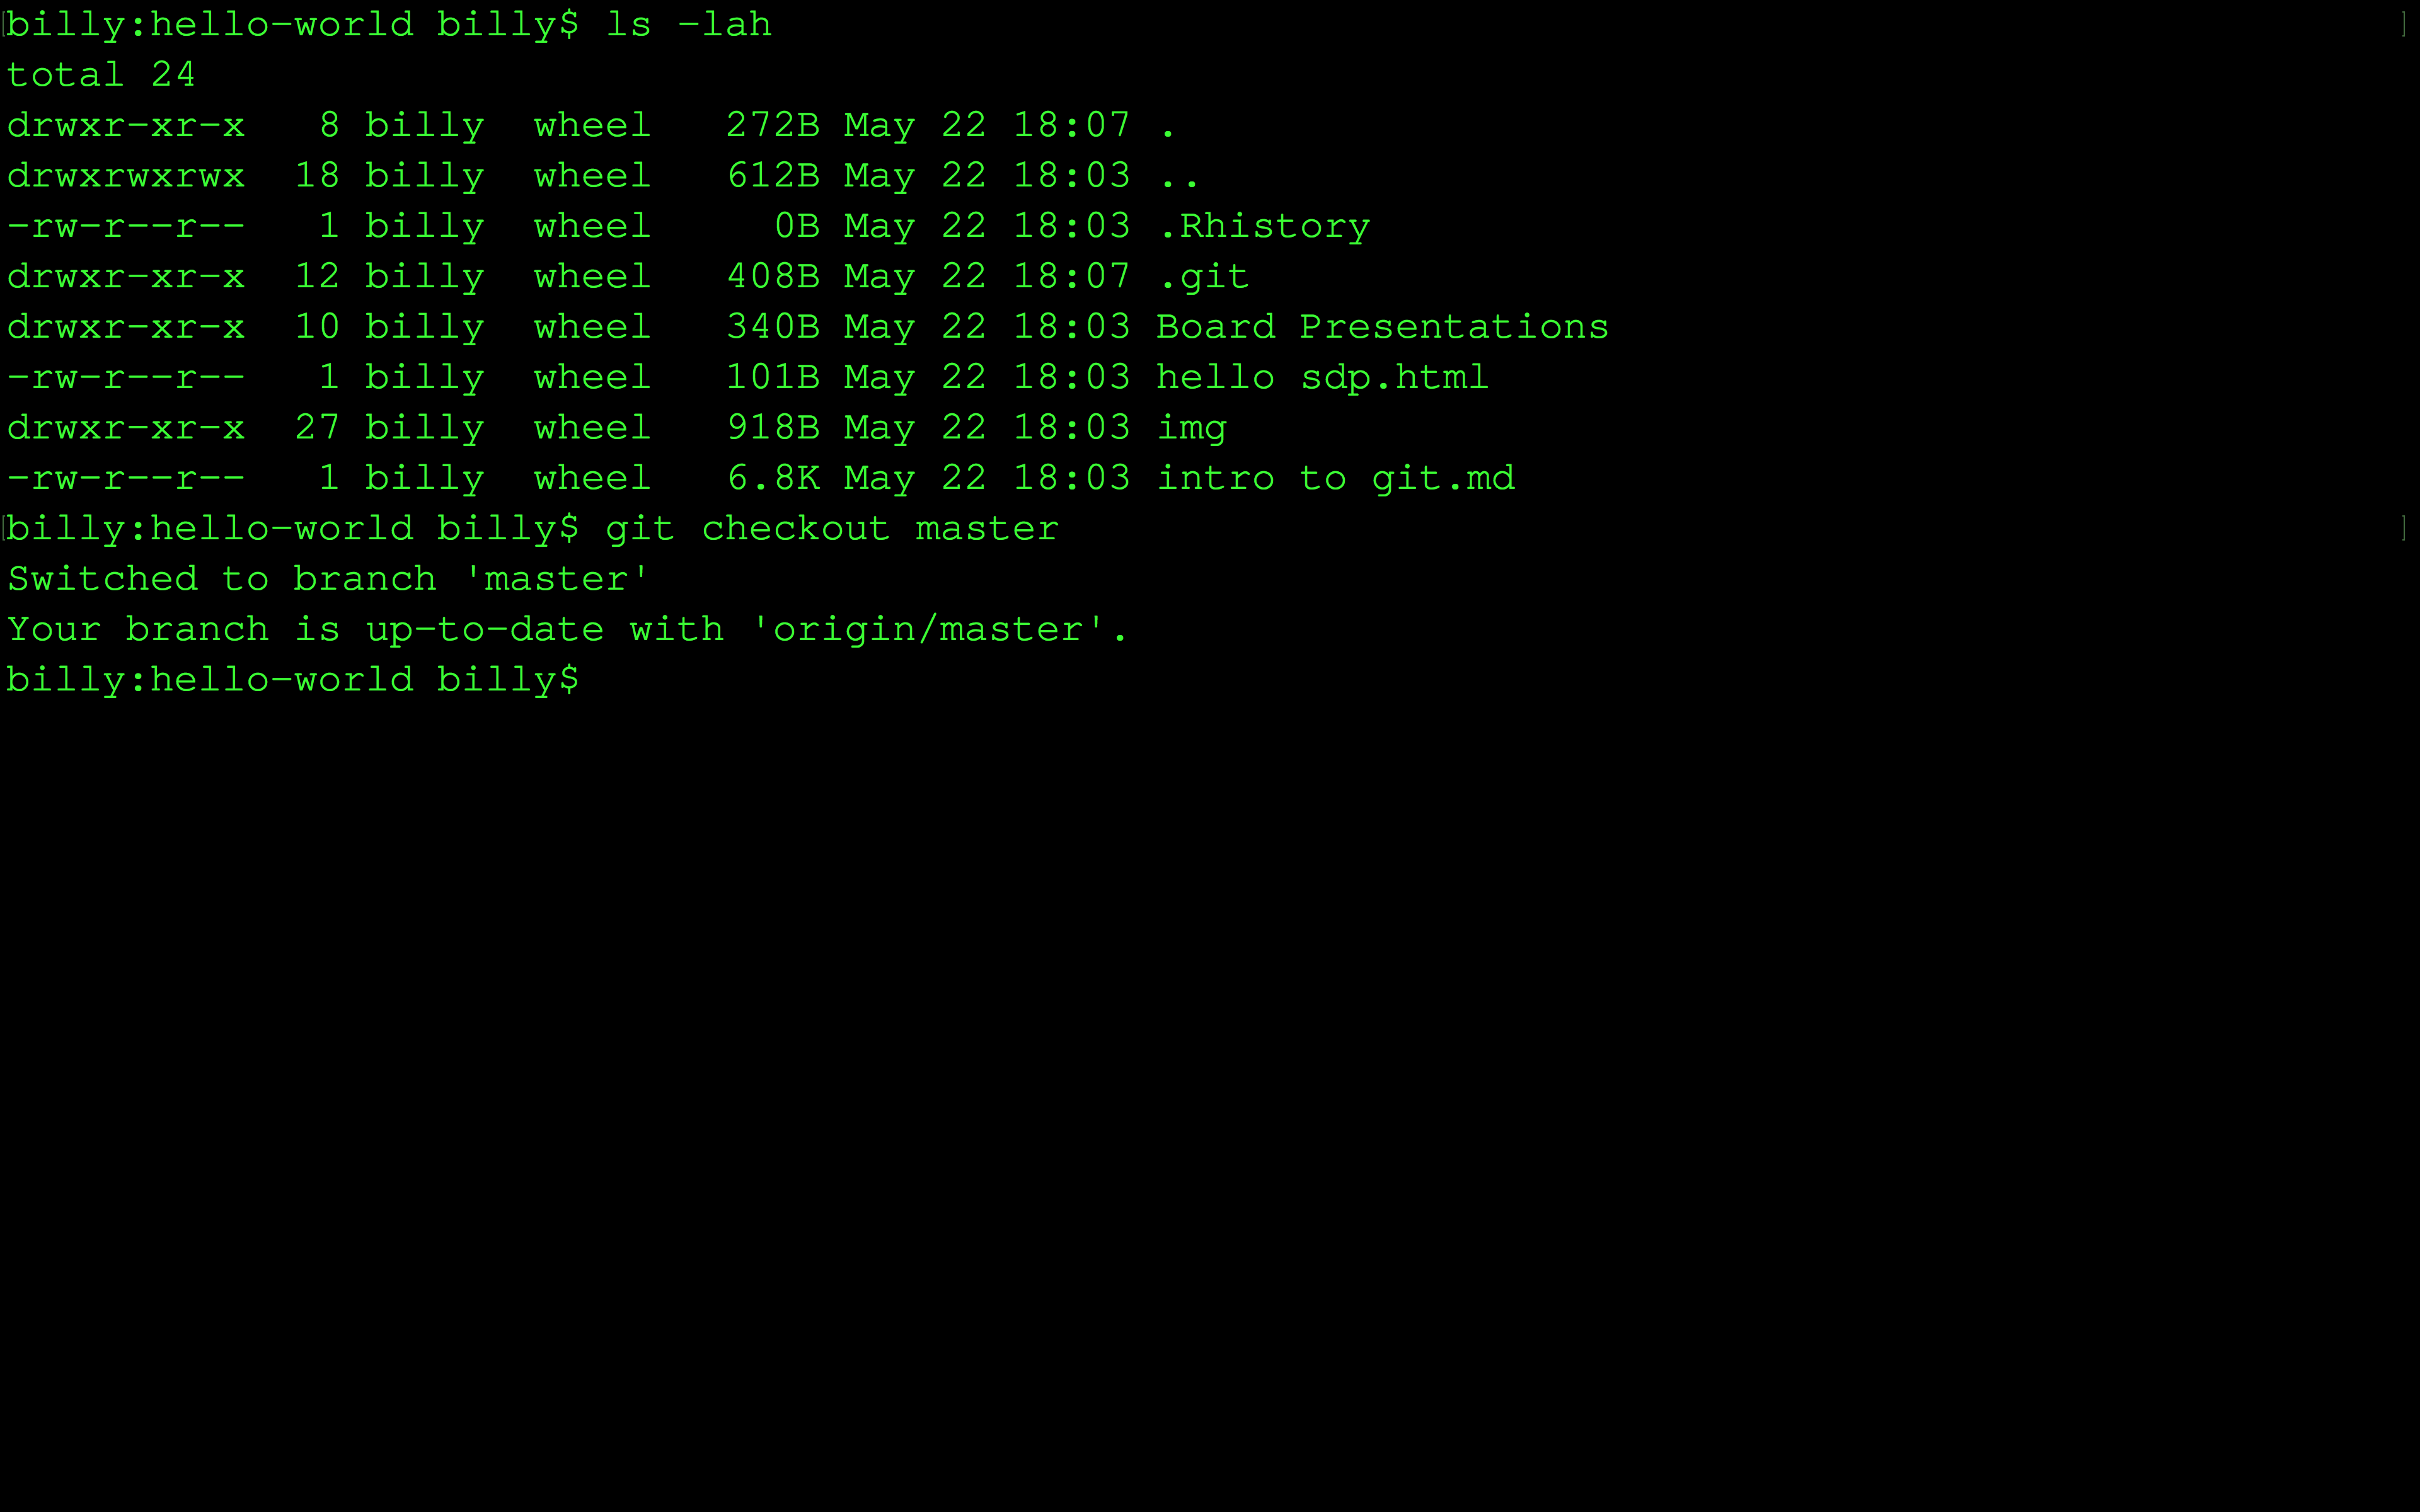 [billy:hello-world billy$ ls -lah ]
total 24
drwxr-xr-x   8 billy  wheel   272B May 22 18:07 .
drwxrwxrwx  18 billy  wheel   612B May 22 18:03 ..
-rw-r--r--   1 billy  wheel     0B May 22 18:03 .Rhistory
drwxr-xr-x  12 billy  wheel   408B May 22 18:07 .git
drwxr-xr-x  10 billy  wheel   340B May 22 18:03 Board Presentations
-rw-r--r--   1 billy  wheel   101B May 22 18:03 hello sdp.html
drwxr-xr-x  27 billy  wheel   918B May 22 18:03 img
-rw-r--r--   1 billy  wheel   6.8K May 22 18:03 intro to git.md
[billy:hello-world billy$ git checkout master ]
Switched to branch 'master'
Your branch is up-to-date with 'origin/master'.
billy:hello-world billy$